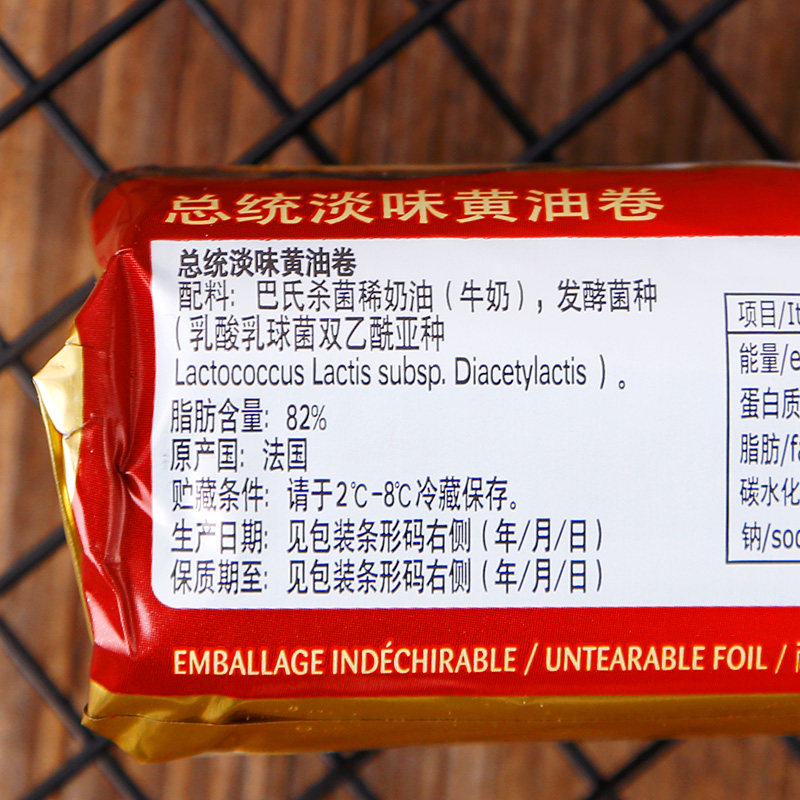 总统淡味黄油卷
总统淡味黄油卷
配料：巴氏杀菌稀奶油（牛奶），发酵菌种
（乳酸乳球菌双乙酰亚种
Lactococcus Lactis subsp. Diacetylactis ）。
脂肪含量：82%
原产国：法国
贮藏条件：请于2℃-8℃冷藏保存。
生产日期：见包装条形码右侧（年/月/日）
保质期至：见包装条形码右侧（年/月/日）
项目/It
能量/e
蛋白质
脂肪/fa
碳水化
钠/soc
EMBALLAGE INDÉCHIRABLE / UNTEARABLE FOIL /